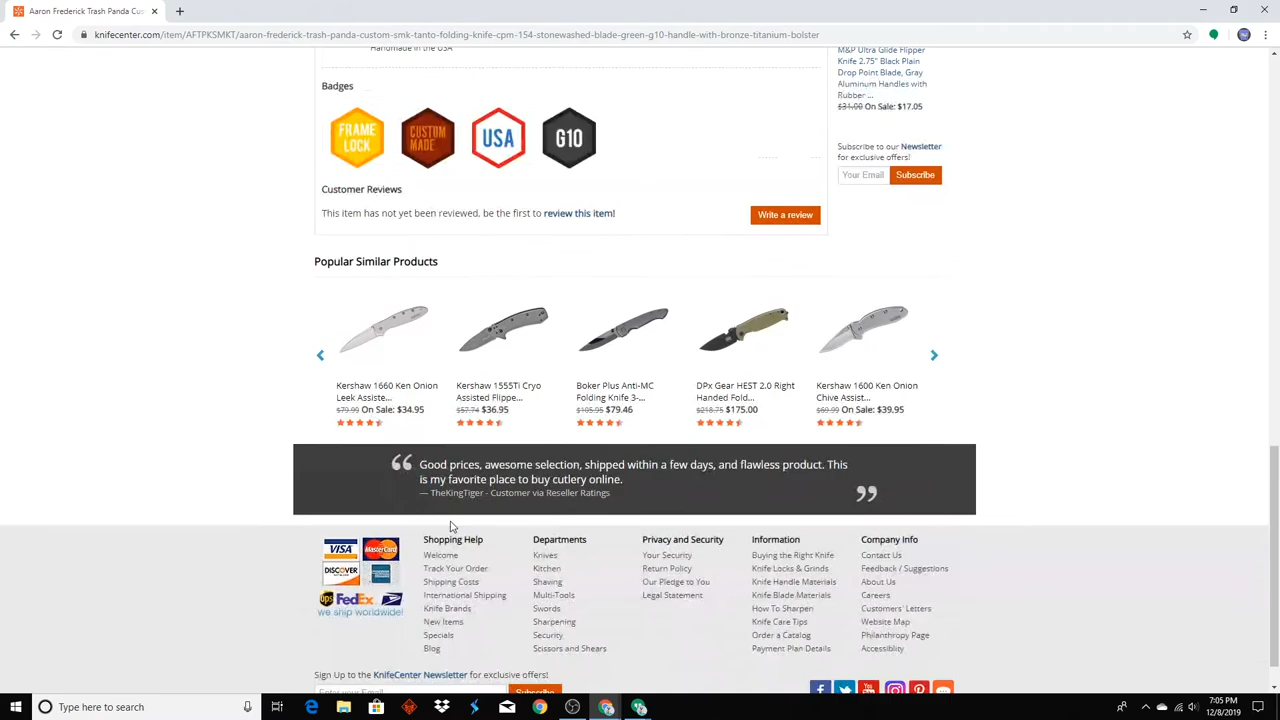 Aaron Frederick Trash Panda Cus
knifecenter.com/item/AFTPKSMKT/aaron-frederick-trash-panda-custom-smk-tanto-folding-knife-cpm-154-stonewashed-blade-green-g10-handle-with-bronze-titanium-bolster
Handmade in the USA
Badges
FRAME LOCK
CUSTOM MADE
USA
G10
Customer Reviews
This item has not yet been reviewed, be the first to review this item!
Write a review
M&P Ultra Glide Flipper
Knife 2.75" Black Plain
Drop Point Blade, Gray
Aluminum Handles with
Rubber ...
$31.00 On Sale: $17.05
Subscribe to our Newsletter
for exclusive offers!
Your Email
Subscribe
Popular Similar Products
Kershaw 1660 Ken Onion
Leek Assiste...
$79.99 On Sale: $34.95
Kershaw 1555Ti Cryo
Assisted Flippe...
$57.74 $36.95
Boker Plus Anti-MC
Folding Knife 3-...
$105.95 $79.46
DPx Gear HEST 2.0 Right
Handed Fold...
$218.75 $175.00
Kershaw 1600 Ken Onion
Chive Assist...
$69.99 On Sale: $39.95
“Good prices, awesome selection, shipped within a few days, and flawless product. This
is my favorite place to buy cutlery online.
— TheKingTiger - Customer via Reseller Ratings ”
VISA
MasterCard
DISCOVER
ups FedEx
we ship worldwide!
Shopping Help
Welcome
Track Your Order
Shipping Costs
International Shipping
Knife Brands
New Items
Specials
Blog
Departments
Knives
Kitchen
Shaving
Multi-Tools
Swords
Sharpening
Security
Scissors and Shears
Privacy and Security
Your Security
Return Policy
Our Pledge to You
Legal Statement
Information
Buying the Right Knife
Knife Locks & Grinds
Knife Handle Materials
Knife Blade Materials
How To Sharpen
Knife Care Tips
Order a Catalog
Payment Plan Details
Company Info
Contact Us
Feedback / Suggestions
About Us
Careers
Customers' Letters
Website Map
Philanthropy Page
Accessiblity
Sign Up to the KnifeCenter Newsletter for exclusive offers!
Enter your Email
Subscribe
You
Type here to search
7:05 PM
12/8/2019